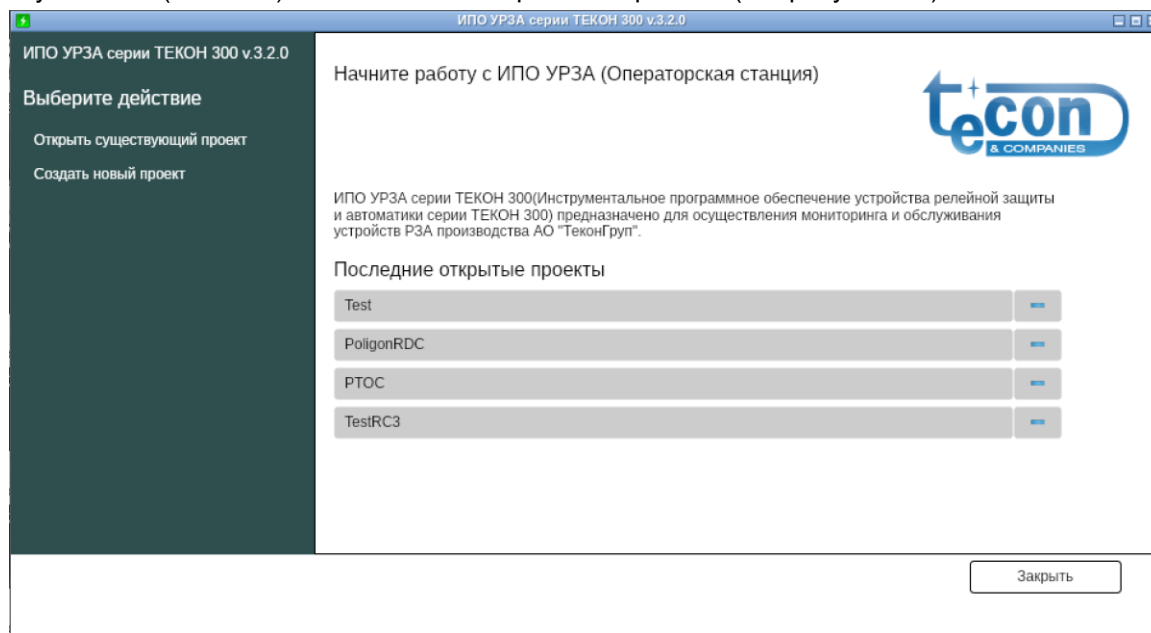 ИПО УРЗА серии ТЕКОН 300 v.3.2.0
ИПО УРЗА серии ТЕКОН 300 v.3.2.0
Выберите действие
Открыть существующий проект
Создать новый проект
Начните работу с ИПО УРЗА (Операторская станция)
tecon
& COMPANIES
ИПО УРЗА серии ТЕКОН 300(Инструментальное программное обеспечение устройства релейной защиты
и автоматики серии ТЕКОН 300) предназначено для осуществления мониторинга и обслуживания
устройств РЗА производства АО "ТеконГруп".
Последние открытые проекты
Test
PoligonRDC
PTOC
TestRC3
Закрыть